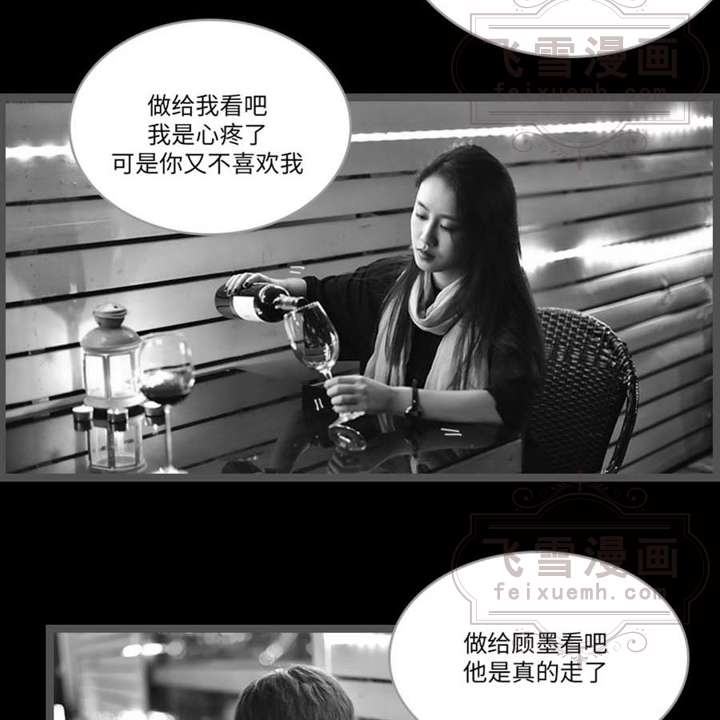 飞雪漫画
feixuemh.com
做给我看吧
我是心疼了
可是你又不喜欢我
飞雪漫画
feixuemh.com
做给顾墨看吧
他是真的走了